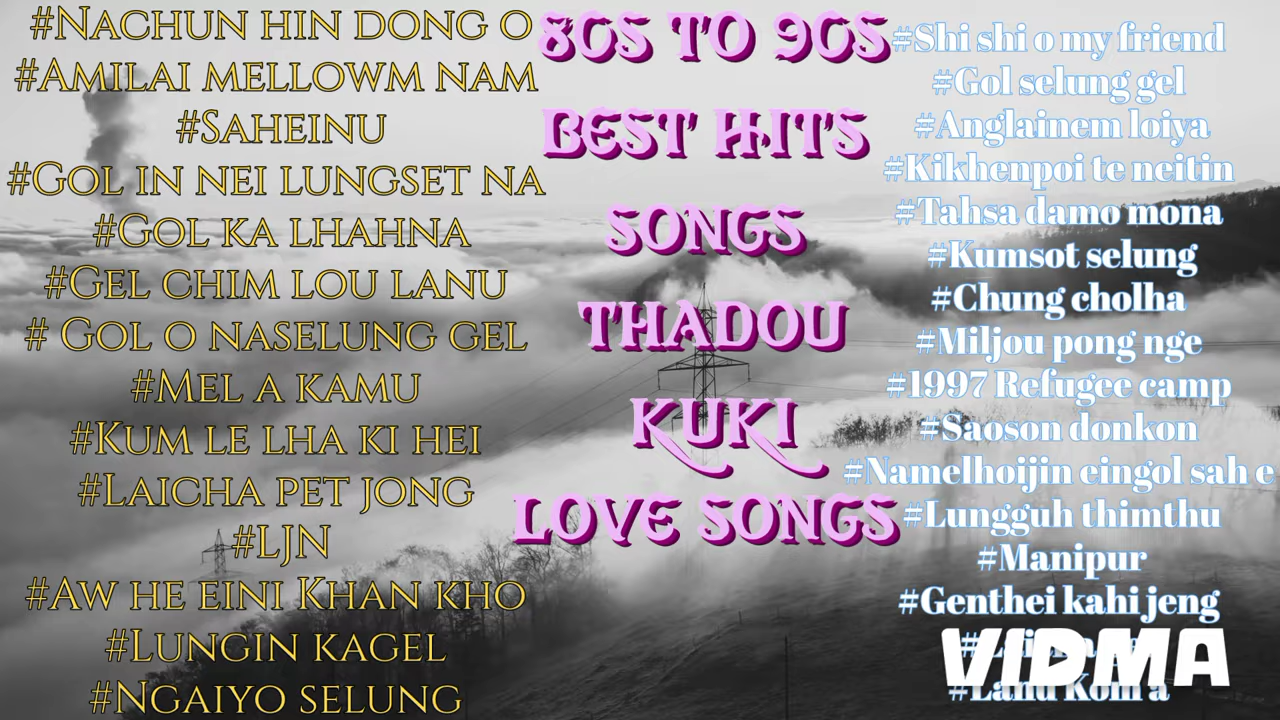 #Nachun hin dong o
#Amilai mellowm nam
#Saheinu
#Gol in nei lungset na
#Gol ka lhahna
#Gel chim lou lanu
# Gol o naselung gel
#Mel a kamu
#Kum le lha ki hei
#Laicha pet jong
#LJN
#Aw he eini Khan kho
#Lungin kagel
#Ngaiyo selung
80s to 90s
Best Hits
Songs
Thadou
Kuki
Love Songs
#Shi shi o my friend
#Gol selung gel
#Anglainem loiya
#Kikhenpoi te neitin
#Tahsa damo mona
#Kumsot selung
#Chung cholha
#Miljou pong nge
#1997 Refugee camp
#Saoson donkon
#Namelhoijin eingol sah e
#Lungguh thimthu
#Manipur
#Genthei kahi jeng
#Lanu Kom a
VIDMA